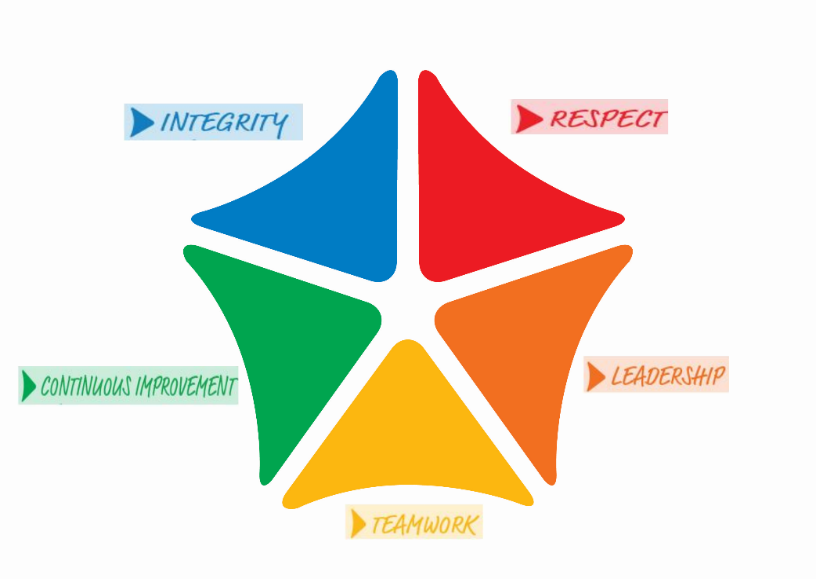 INTEGRITY
RESPECT
CONTINUOUS IMPROVEMENT
LEADERSHIP
TEAMWORK